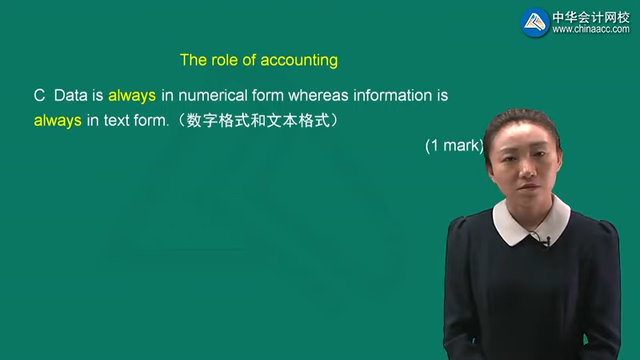 中华会计网校
www.chinaacc.com
The role of accounting
C Data is always in numerical form whereas information is
always in text form.（数字格式和文本格式）
(1 mark)